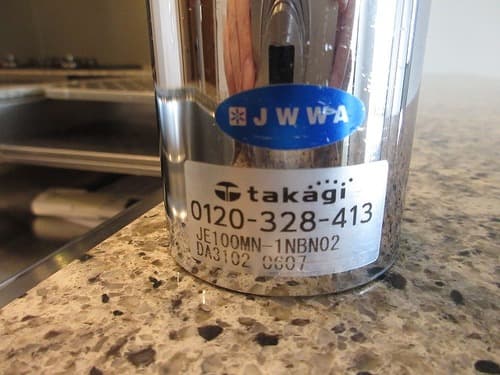 JWWA
takagi
0120-328-413
JE100MN-1NBN02
DA3102 0607